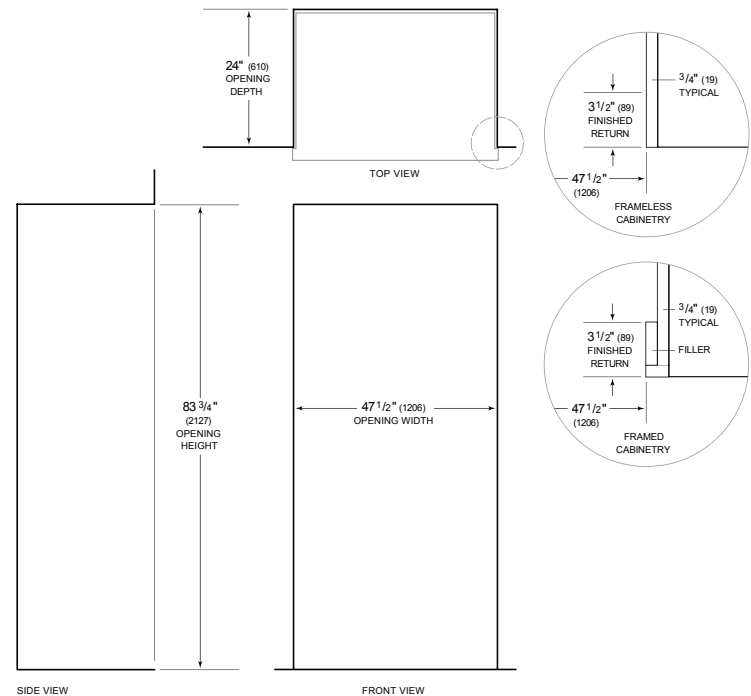 24" (610)
OPENING
DEPTH
TOP VIEW
3/4" (19)
TYPICAL
3 1/2" (89)
FINISHED
RETURN
47 1/2"
(1206)
FRAMELESS
CABINETRY
3/4" (19)
TYPICAL
3 1/2" (89)
FINISHED
RETURN
FILLER
47 1/2"
(1206)
FRAMED
CABINETRY
83 3/4"
(2127)
OPENING
HEIGHT
47 1/2" (1206)
OPENING WIDTH
SIDE VIEW
FRONT VIEW